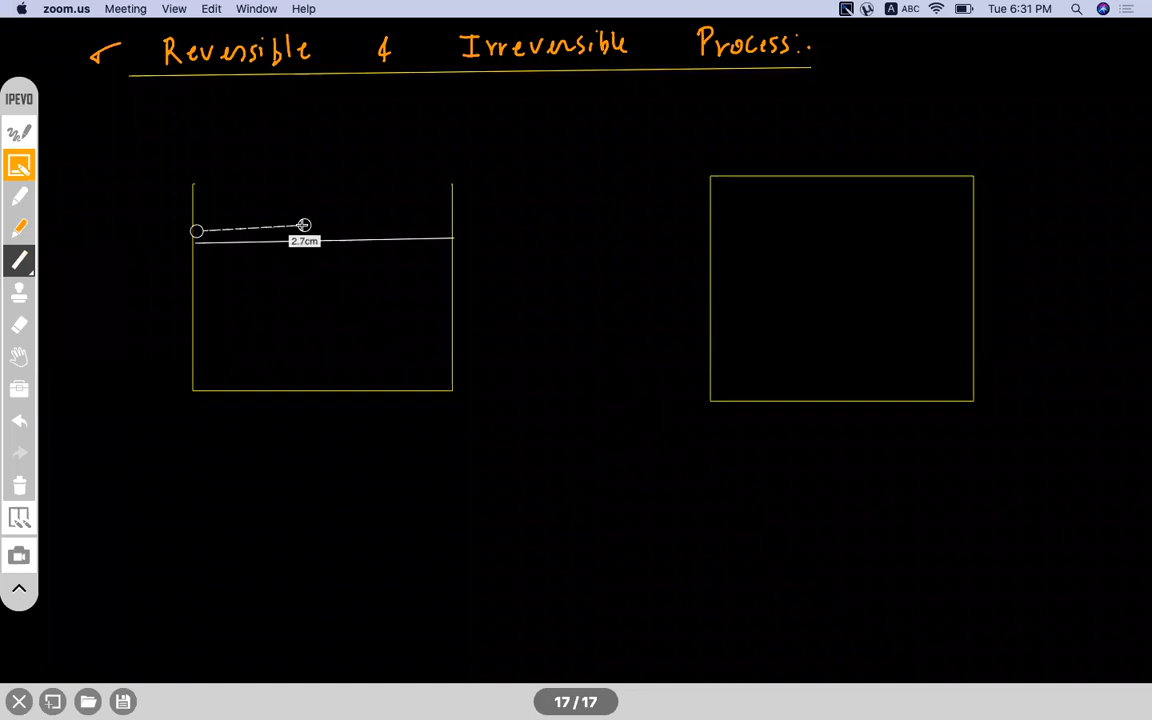 zoom.us Meeting View Edit Window Help ABC Tue 6:31 PM
Reversible & Irreversible Process:.
IPEVO
2.7cm
17/17